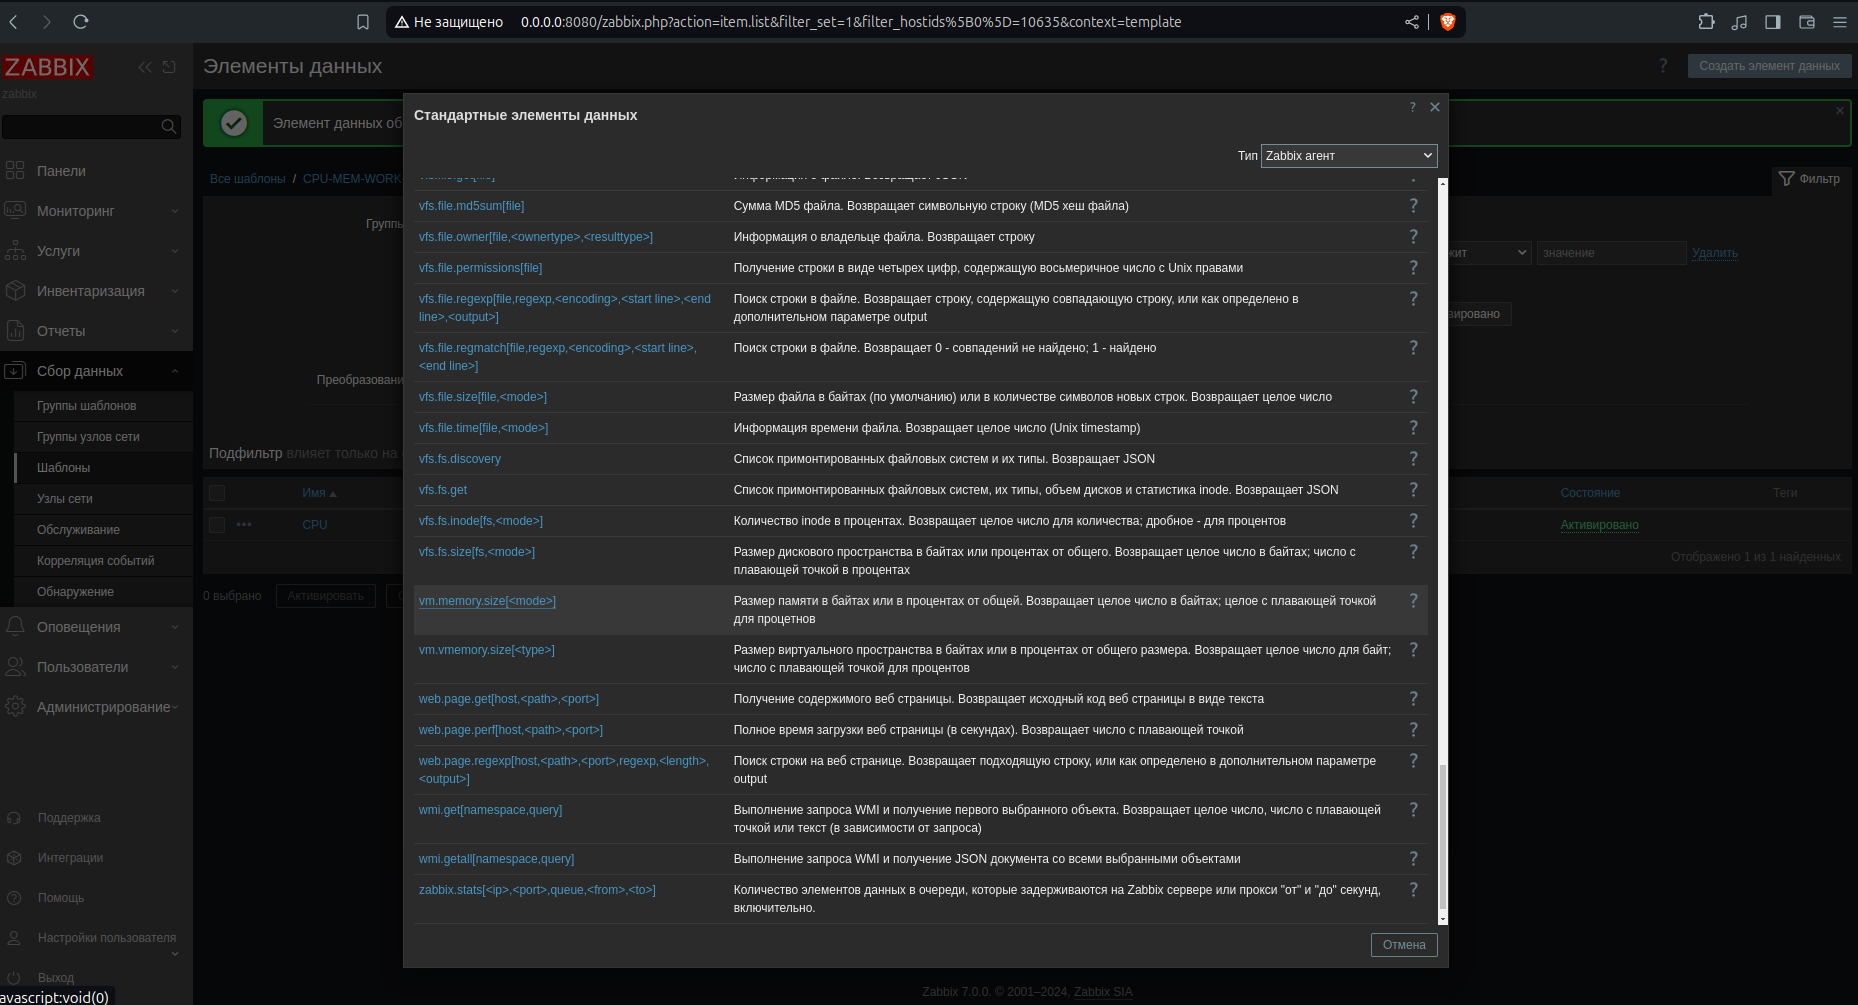 Не защищено 0.0.0.0:8080/zabbix.php?action=item.list&filter_set=1&filter_hostids%5B0%5D=10635&context=template
ZABBIX
zabbix
Элементы данных
? Создать элемент данных
Элемент данных об
Панели
Мониторинг
Услуги
Инвентаризация
Отчеты
Сбор данных
Группы шаблонов
Группы узлов сети
Шаблоны
Узлы сети
Обслуживание
Корреляция событий
Обнаружение
Оповещения
Пользователи
Администрирование
Поддержка
Интеграции
Помощь
Настройки пользователя
Выход
avascript:void(0)
Все шаблоны / CPU-MEM-WORK
Фильтр
Группы
жит значение Удалить
вировано
Преобразовани
Подфильтр влияет только на
Имя Состояние Теги
CPU Активировано
Отображено 1 из 1 найденных
0 выбрано Активировать
Стандартные элементы данных
?
Тип Zabbix агент
vfs.file.md5sum[file] Сумма MD5 файла. Возвращает символьную строку (MD5 хеш файла) ?
vfs.file.owner[file,<ownertype>,<resulttype>] Информация о владельце файла. Возвращает строку ?
vfs.file.permissions[file] Получение строки в виде четырех цифр, содержащую восьмеричное число с Unix правами ?
vfs.file.regexp[file,regexp,<encoding>,<start line>,<end Поиск строки в файле. Возвращает строку, содержащую совпадающую строку, или как определено в ?
line>,<output>] дополнительном параметре output
vfs.file.regmatch[file,regexp,<encoding>,<start line>, Поиск строки в файле. Возвращает 0 - совпадений не найдено; 1 - найдено ?
<end line>]
vfs.file.size[file,<mode>] Размер файла в байтах (по умолчанию) или в количестве символов новых строк. Возвращает целое число ?
vfs.file.time[file,<mode>] Информация времени файла. Возвращает целое число (Unix timestamp) ?
vfs.fs.discovery Список примонтированных файловых систем и их типы. Возвращает JSON ?
vfs.fs.get Список примонтированных файловых систем, их типы, объем дисков и статистика inode. Возвращает JSON ?
vfs.fs.inode[fs,<mode>] Количество inode в процентах. Возвращает целое число для количества; дробное - для процентов ?
vfs.fs.size[fs,<mode>] Размер дискового пространства в байтах или процентах от общего. Возвращает целое число в байтах; число с ?
плавающей точкой в процентах
vm.memory.size[<mode>] Размер памяти в байтах или в процентах от общей. Возвращает целое число в байтах; целое с плавающей точкой ?
для процетнов
vm.vmemory.size[<type>] Размер виртуального пространства в байтах или в процентах от общего размера. Возвращает целое число для байт; ?
число с плавающей точкой для процентов
web.page.get[host,<path>,<port>] Получение содержимого веб страницы. Возвращает исходный код веб страницы в виде текста ?
web.page.perf[host,<path>,<port>] Полное время загрузки веб страницы (в секундах). Возвращает число с плавающей точкой ?
web.page.regexp[host,<path>,<port>,regexp,<length>, Поиск строки на веб странице. Возвращает подходящую строку, или как определено в дополнительном параметре ?
<output>] output
wmi.get[namespace,query] Выполнение запроса WMI и получение первого выбранного объекта. Возвращает целое число, число с плавающей ?
точкой или текст (в зависимости от запроса)
wmi.getall[namespace,query] Выполнение запроса WMI и получение JSON документа со всеми выбранными объектами ?
zabbix.stats[<ip>,<port>,queue,<from>,<to>] Количество элементов данных в очереди, которые задерживаются на Zabbix сервере или прокси "от" и "до" секунд, ?
включительно.
Отмена
Zabbix 7.0.0. © 2001–2024, Zabbix SIA